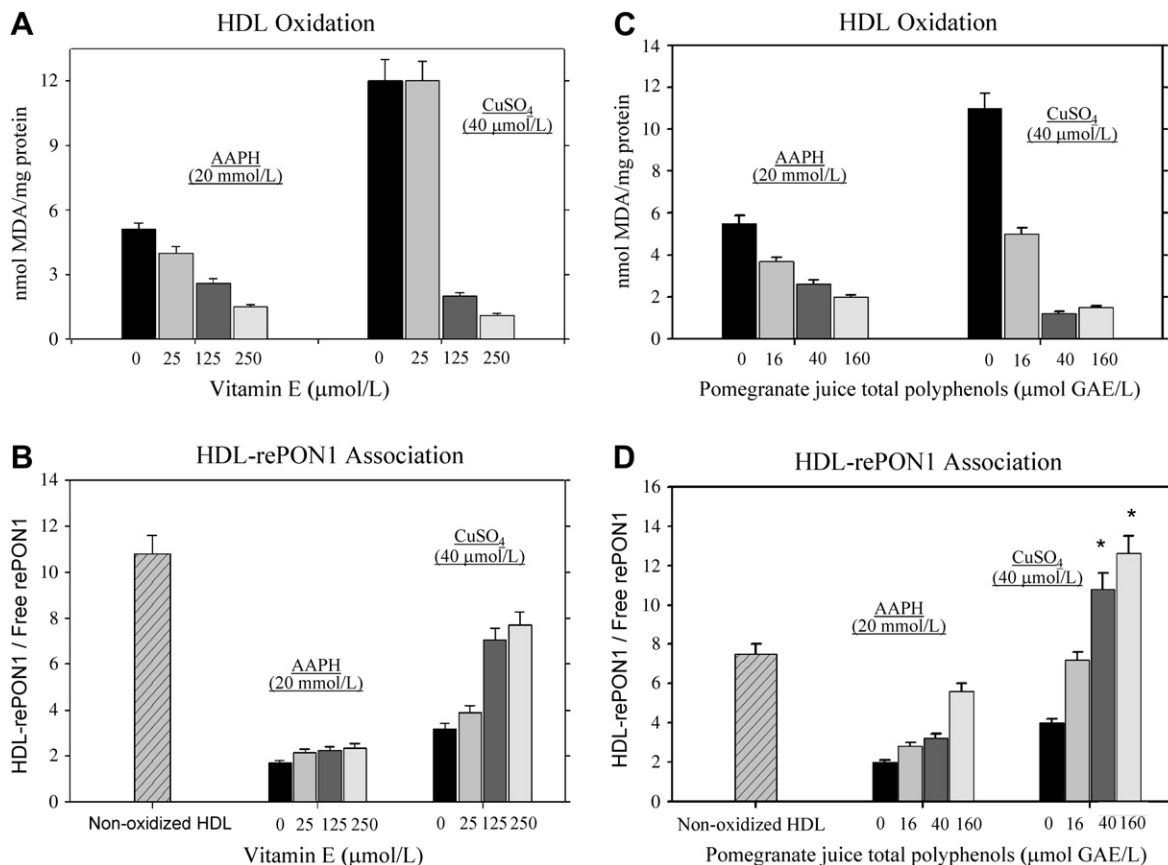 A
HDL Oxidation
nmol MDA/mg protein
12
9
6
3
0
AAPH
(20 mmol/L)
CuSO₄
(40 μmol/L)
0 25 125 250 0 25 125 250
Vitamin E (μmol/L)
B
HDL-rePON1 Association
HDL-rePON1 / Free rePON1
14
12
10
8
6
4
2
0
AAPH
(20 mmol/L)
CuSO₄
(40 μmol/L)
Non-oxidized HDL 0 25 125 250 0 25 125 250
Vitamin E (μmol/L)
C
HDL Oxidation
nmol MDA/mg protein
14
12
10
8
6
4
2
0
AAPH
(20 mmol/L)
CuSO₄
(40 μmol/L)
0 16 40 160 0 16 40 160
Pomegranate juice total polyphenols (μmol GAE/L)
D
HDL-rePON1 Association
HDL-rePON1 / Free rePON1
16
14
12
10
8
6
4
2
0
AAPH
(20 mmol/L)
CuSO₄
(40 μmol/L)
* *
Non-oxidized HDL 0 16 40 160 0 16 40 160
Pomegranate juice total polyphenols (μmol GAE/L)